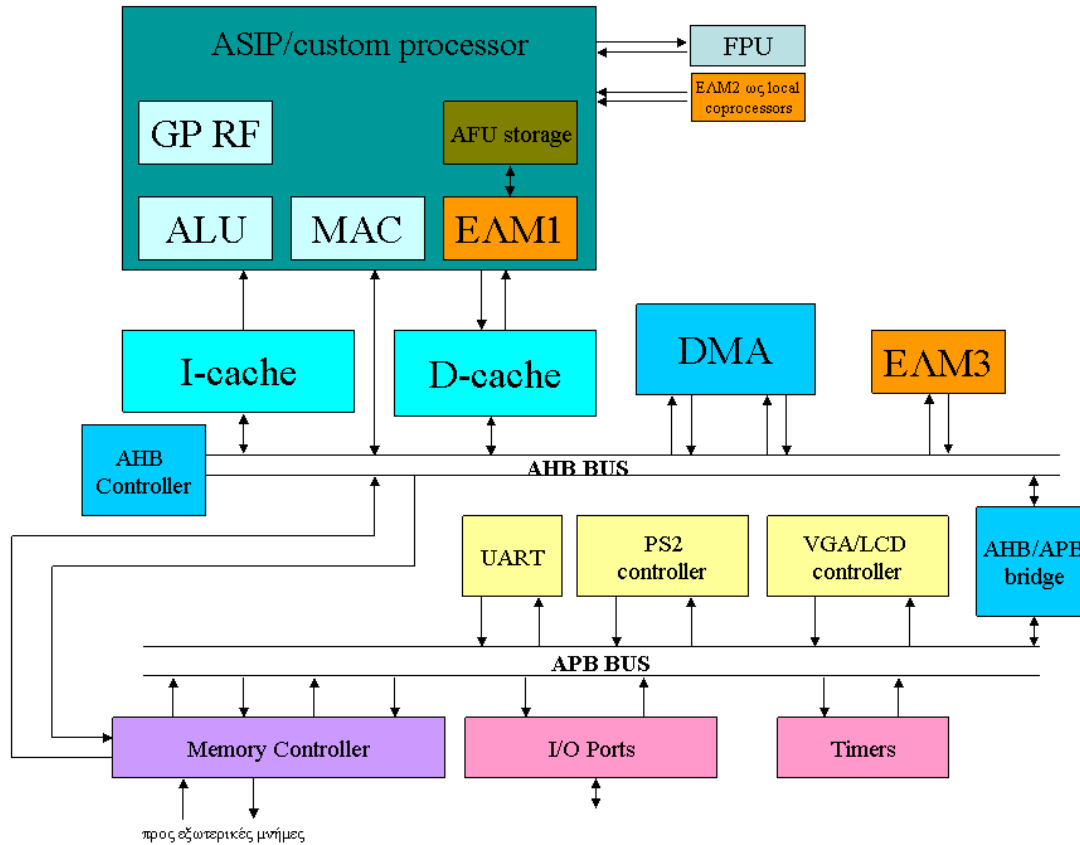 ASIP/custom processor
FPU
ΕΛΜ2 ως local
coprocessors
GP RF
AFU storage
ALU
MAC
ΕΛΜ1
I-cache
D-cache
DMA
ΕΛΜ3
AHB
Controller
AHB BUS
UART
PS2
controller
VGA/LCD
controller
AHB/APB
bridge
APB BUS
Memory Controller
I/O Ports
Timers
προς εξωτερικές μνήμες